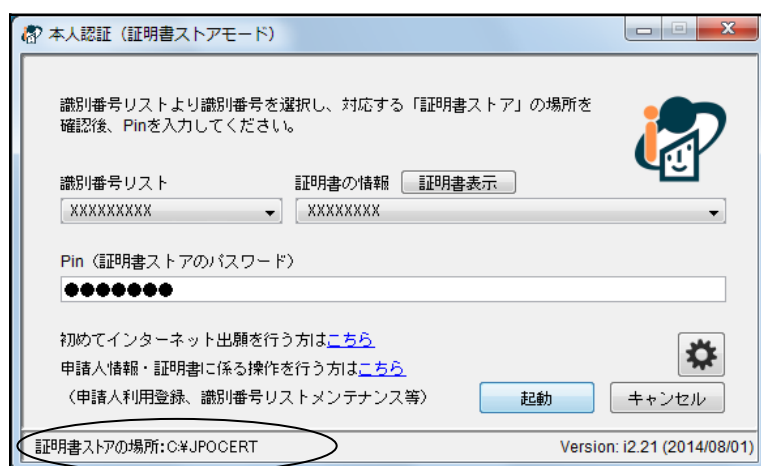 本人認証（証明書ストアモード）
識別番号リストより識別番号を選択し、対応する「証明書ストア」の場所を
確認後、Pinを入力してください。
識別番号リスト 証明書の情報 証明書表示
XXXXXXXXX XXXXXXXX
Pin（証明書ストアのパスワード）
●●●●●●●
初めてインターネット出願を行う方はこちら
申請人情報・証明書に係る操作を行う方はこちら
（申請人利用登録、識別番号リストメンテナンス等） 起動 キャンセル
証明書ストアの場所:C:¥JPOCERT Version: i2.21 (2014/08/01)